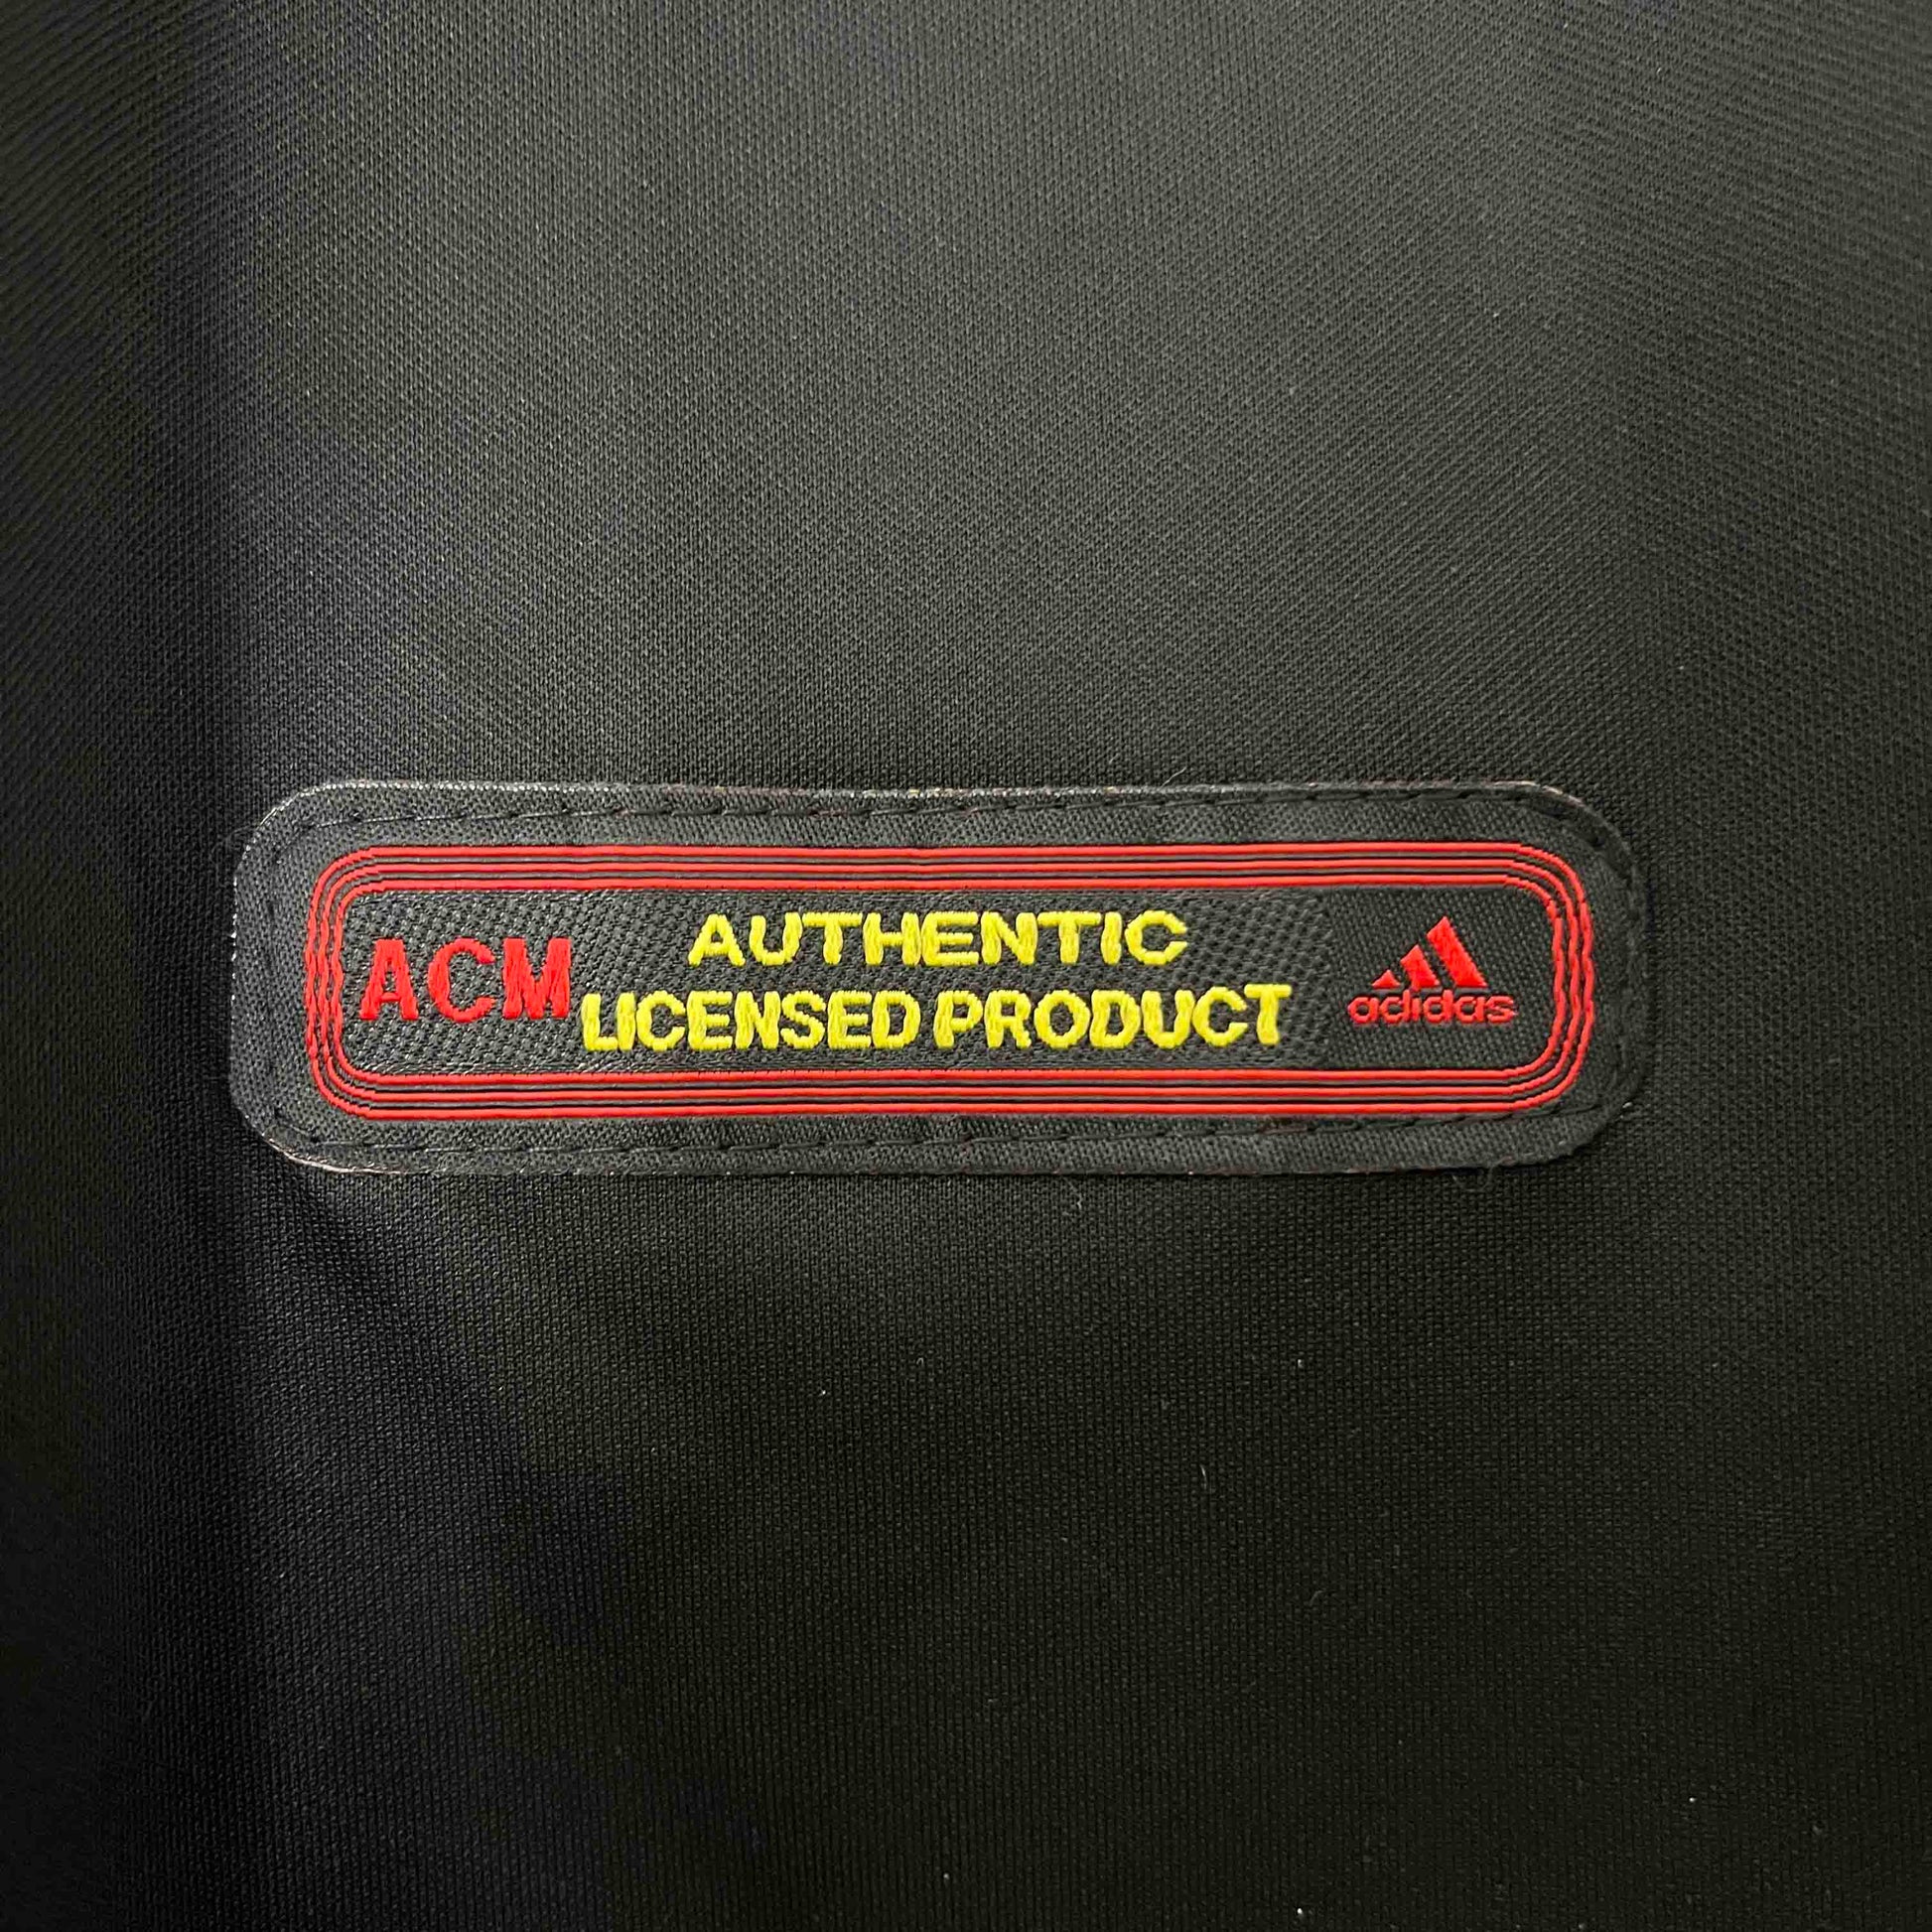 ACM
AUTHENTIC
LICENSED PRODUCT
adidas